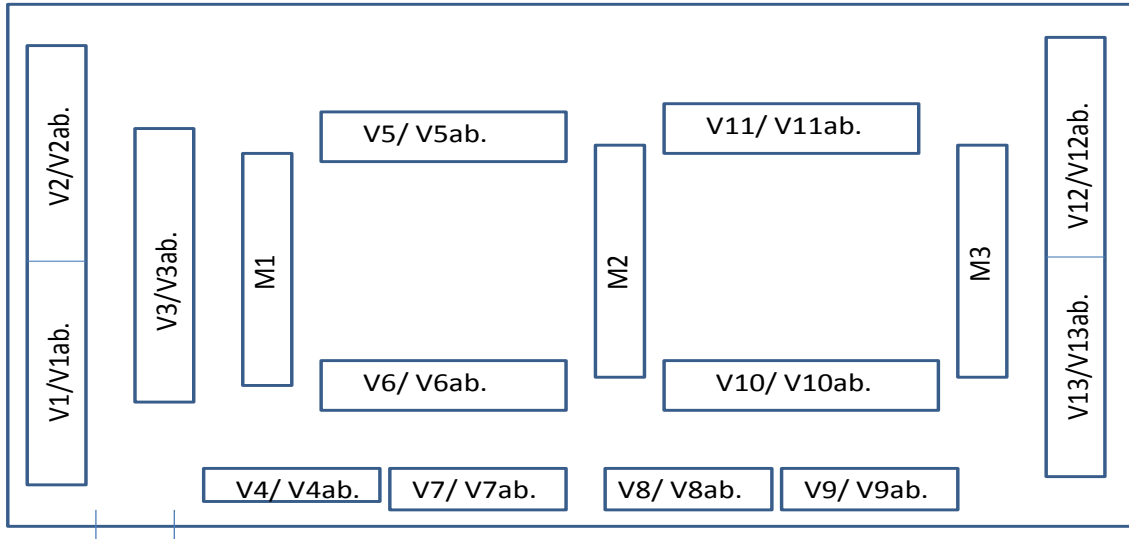 V2/V2ab.
V1/V1ab.
V3/V3ab.
M1
V5/ V5ab.
V6/ V6ab.
M2
V11/ V11ab.
V10/ V10ab.
M3
V12/V12ab.
V13/V13ab.
V4/ V4ab.
V7/ V7ab.
V8/ V8ab.
V9/ V9ab.